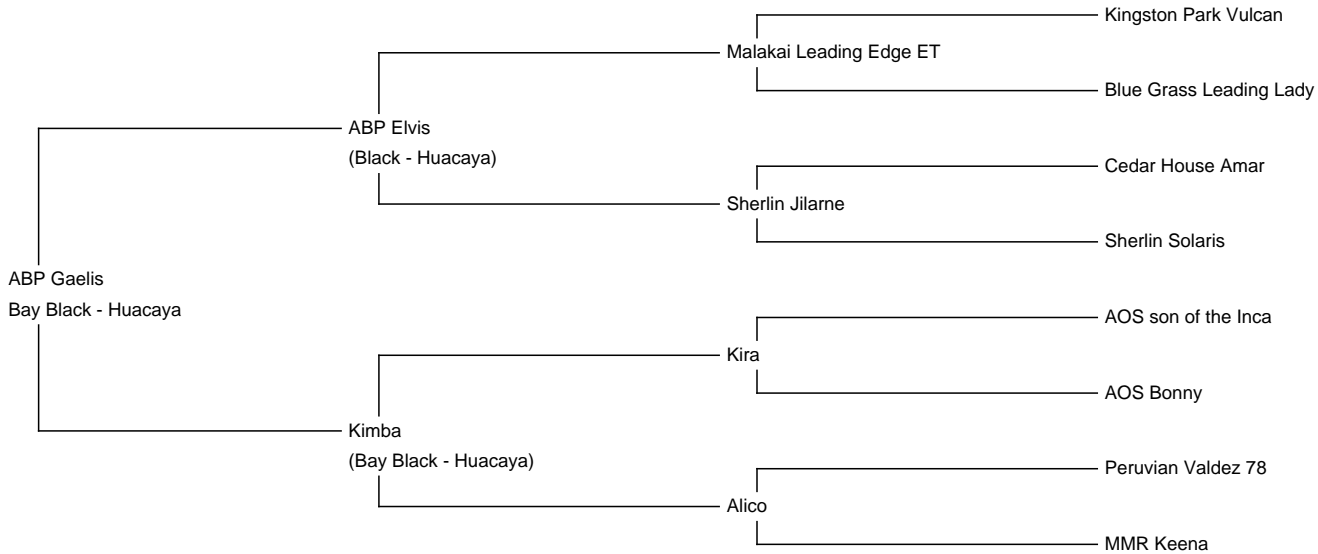 Kingston Park Vulcan
Malakai Leading Edge ET
Blue Grass Leading Lady
ABP Elvis
(Black - Huacaya)
Cedar House Amar
Sherlin Jilarne
Sherlin Solaris
ABP Gaelis
Bay Black - Huacaya
AOS son of the Inca
Kira
AOS Bonny
Kimba
(Bay Black - Huacaya)
Peruvian Valdez 78
Alico
MMR Keena